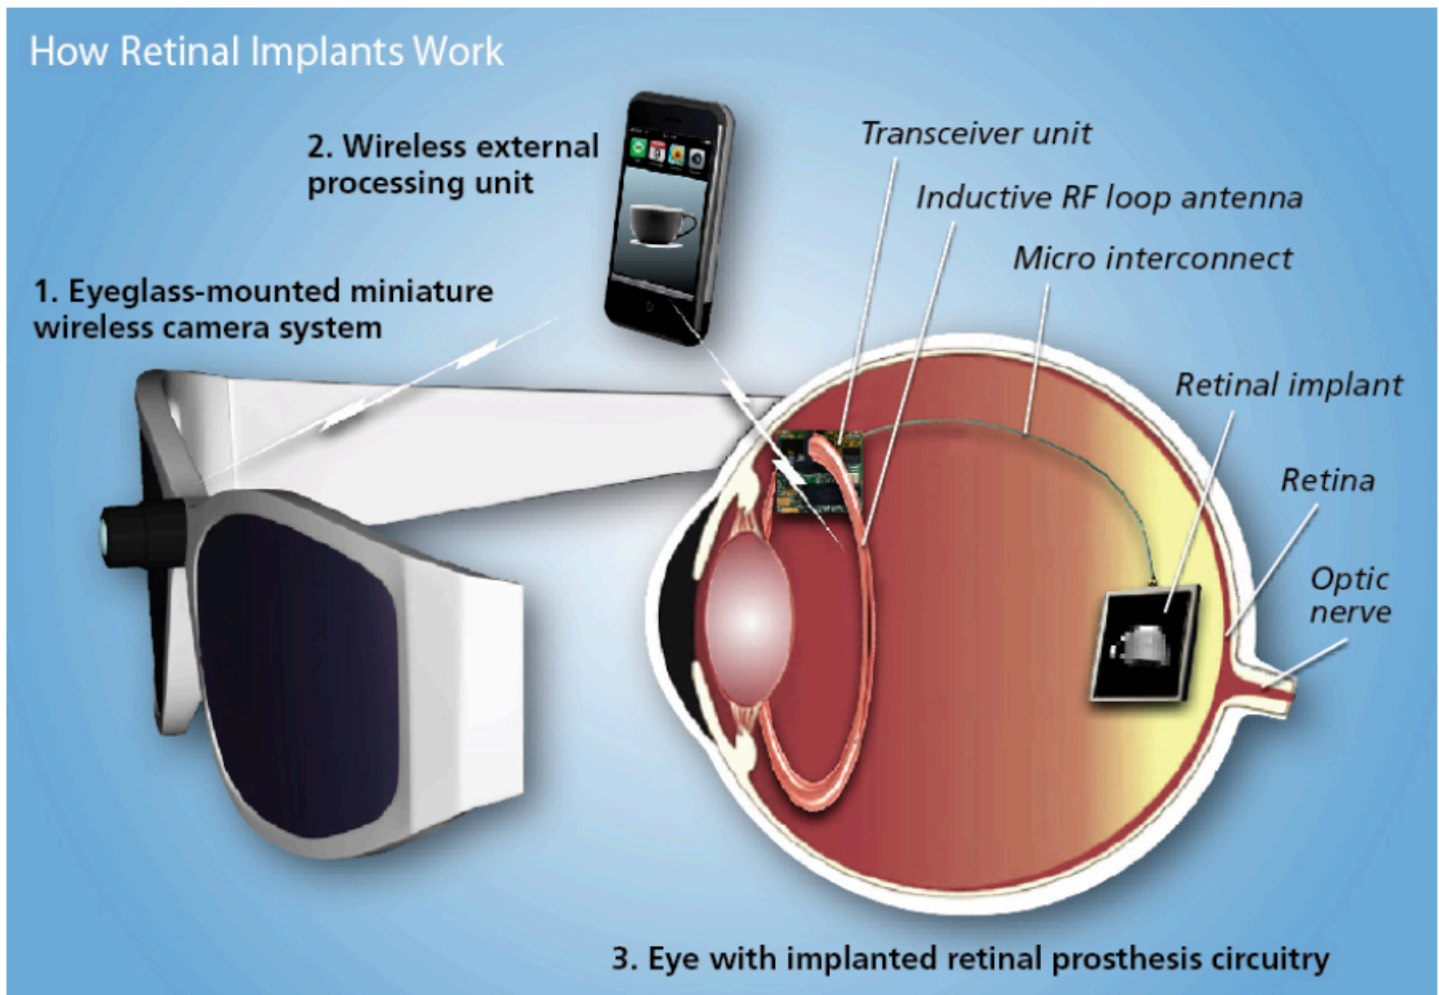 How Retinal Implants Work
2. Wireless external
processing unit
Transceiver unit
Inductive RF loop antenna
Micro interconnect
1. Eyeglass-mounted miniature
wireless camera system
Retinal implant
Retina
Optic
nerve
3. Eye with implanted retinal prosthesis circuitry